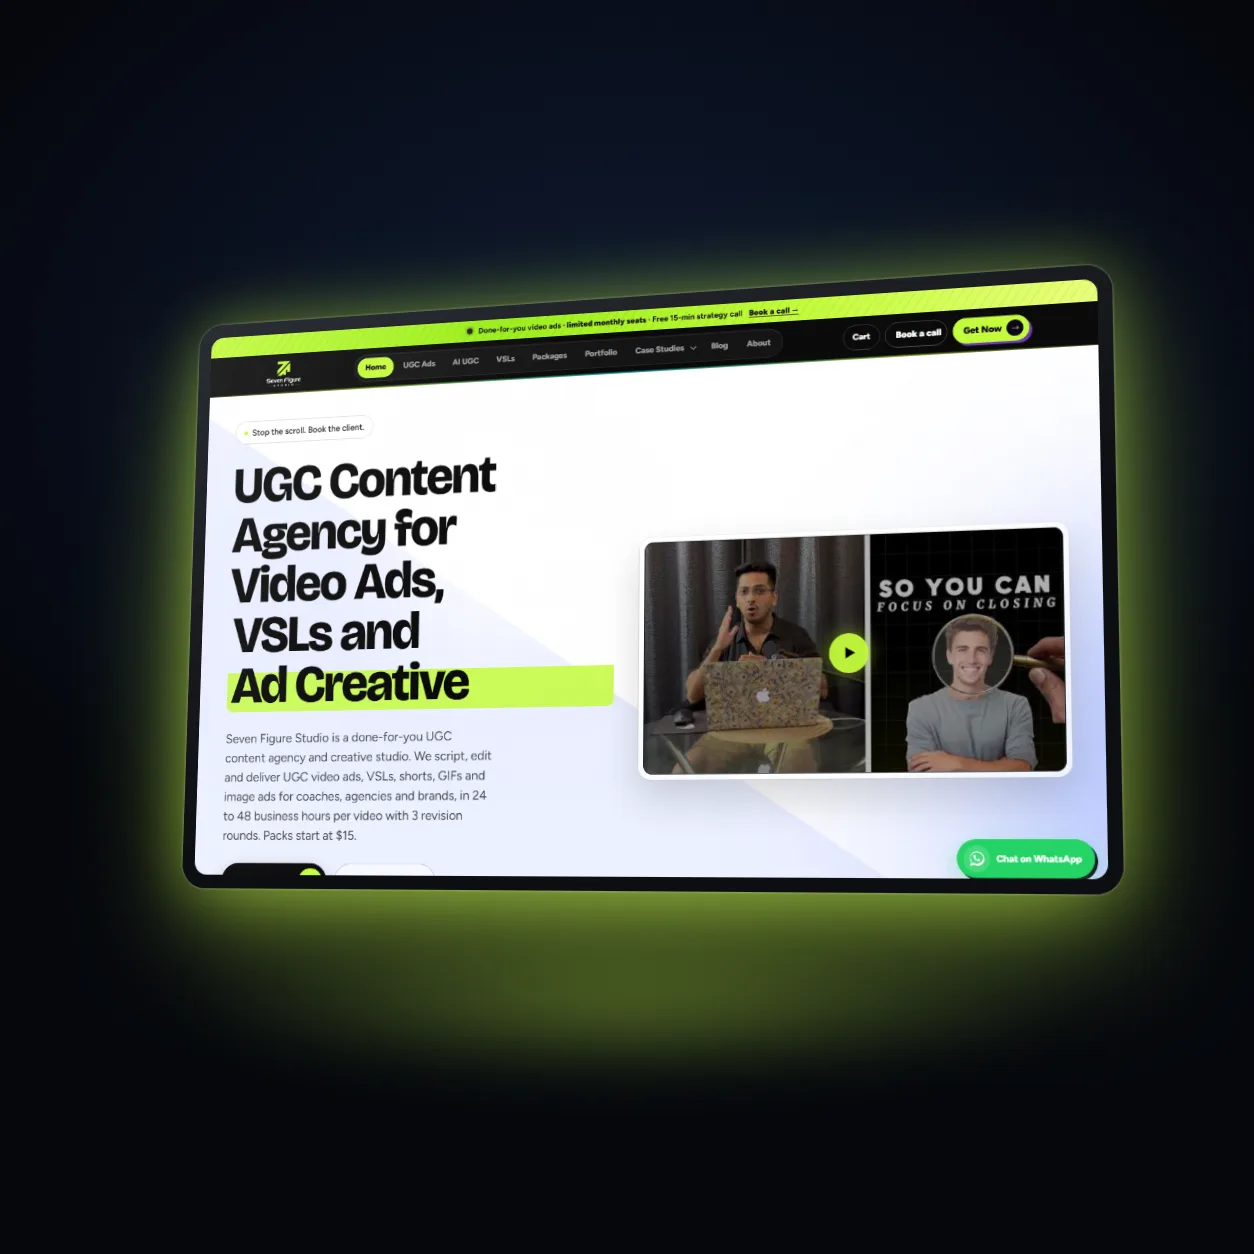 Done-for-you video ads · limited monthly seats · Free 15-min strategy call Book a call →
Seven Figure
STUDIO
Home UGC Ads AI UGC VSLs Packages Portfolio Case Studies Blog About
Cart Book a call Get Now →
Stop the scroll. Book the client.
UGC Content
Agency for
Video Ads,
VSLs and
Ad Creative
Seven Figure Studio is a done-for-you UGC
content agency and creative studio. We script, edit
and deliver UGC video ads, VSLs, shorts, GIFs and
image ads for coaches, agencies and brands, in 24
to 48 business hours per video with 3 revision
rounds. Packs start at $15.
SO YOU CAN
FOCUS ON CLOSING
Chat on WhatsApp